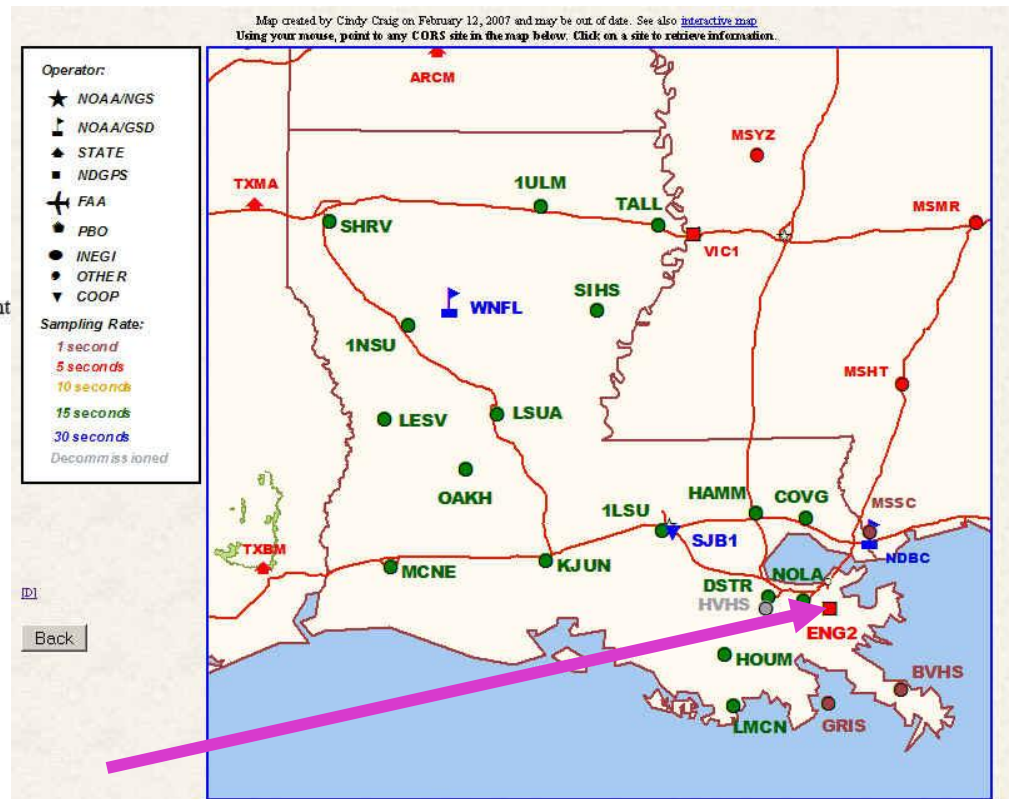 Map created by Cindy Craig on February 12, 2007 and may be out of date. See also interactive map
Using your mouse, point to any CORS site in the map below. Click on a site to retrieve information.
Operator:
NOAA/NGS
NOAA/GSD
STATE
NDGPS
FAA
PBO
INEGI
OTHER
COOP
Sampling Rate:
1 second
5 seconds
10 seconds
15 seconds
30 seconds
Decommissioned
[D]
Back
ARCM
MSYZ
TXMA
1ULM
TALL
MSMR
SHRV
VIC1
SIHS
WNFL
1NSU
MSHT
LESV
LSUA
OAKH
HAMM
COVG
1LSU
MSSC
SJB1
NDBC
TXBM
MCNE
KJUN
NOLA
DSTR
HVHS
ENG2
HOUM
BVHS
LMCN
GRIS